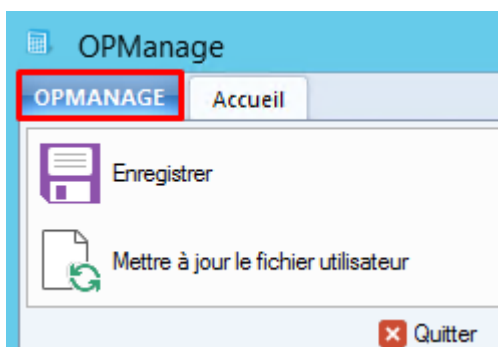 OPManage
OPMANAGE Accueil
Enregistrer
Mettre à jour le fichier utilisateur
Quitter